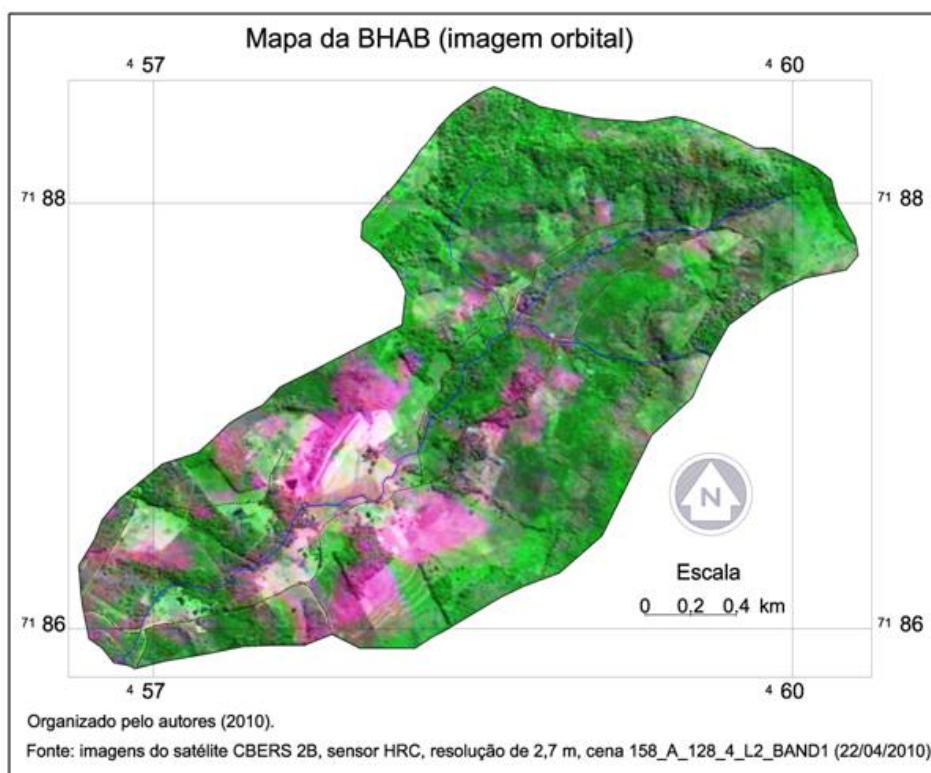 Mapa da BHAB (imagem orbital)
4 57
4 60
71 88
71 88
N
Escala
0 0,2 0,4 km
71 86
71 86
4 57
4 60
Organizado pelo autores (2010).
Fonte: imagens do satélite CBERS 2B, sensor HRC, resolução de 2,7 m, cena 158_A_128_4_L2_BAND1 (22/04/2010)